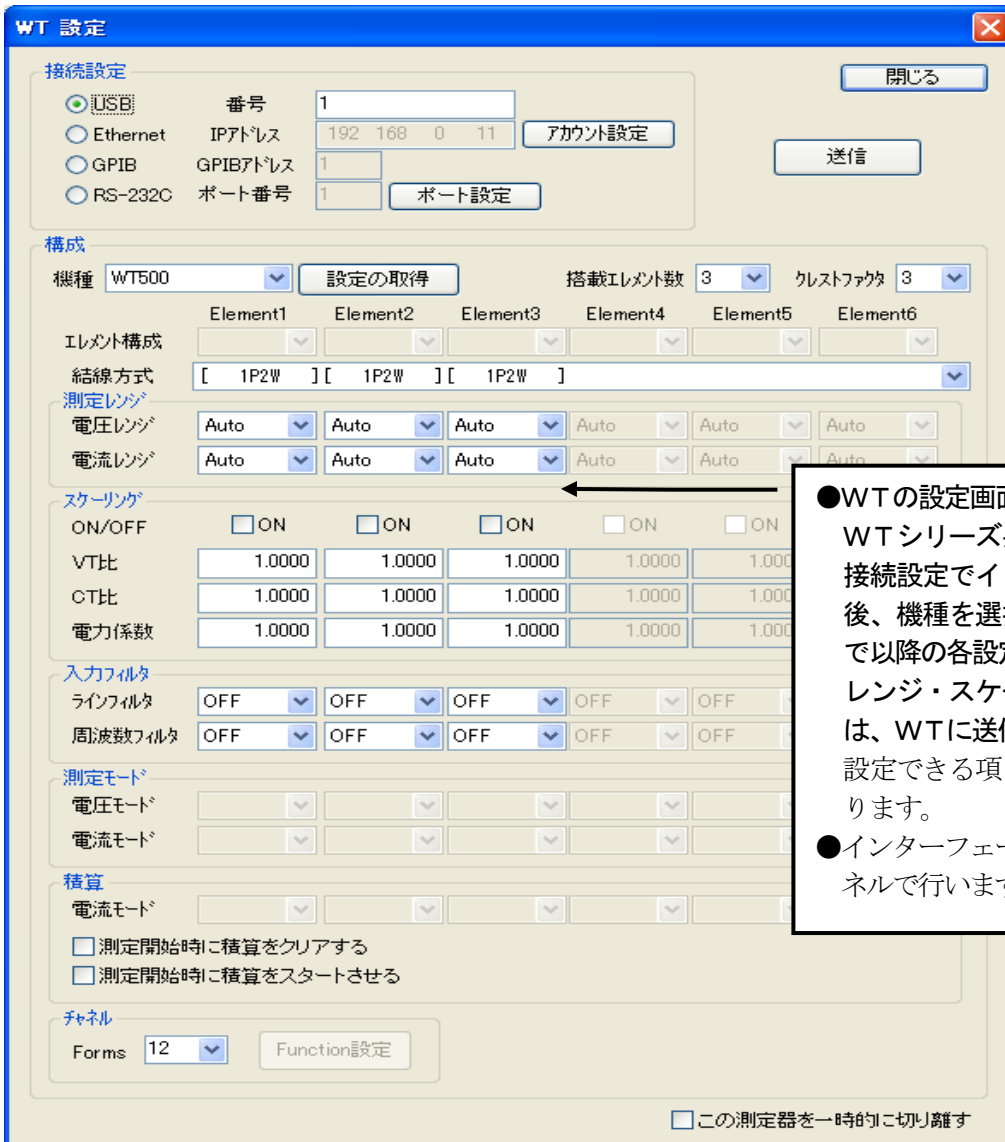 WT 設定
接続設定
閉じる
USB 番号 1
Ethernet IPアドレス 192 168 0 11 アカウント設定
送信
GPIB GPIBアドレス 1
RS-232C ポート番号 1 ポート設定
構成
機種 WT500 設定の取得 搭載エレメント数 3 クレストファクタ 3
Element1 Element2 Element3 Element4 Element5 Element6
エレメント構成
結線方式 [ 1P2W ][ 1P2W ][ 1P2W ]
測定レンジ
電圧レンジ Auto Auto Auto Auto Auto Auto
電流レンジ Auto Auto Auto Auto Auto Auto
スケーリング
ON/OFF ON ON ON ON ON
VT比 1.0000 1.0000 1.0000 1.0000 1.000
CT比 1.0000 1.0000 1.0000 1.0000 1.000
電力係数 1.0000 1.0000 1.0000 1.0000 1.000
入力フィルタ
ラインフィルタ OFF OFF OFF OFF OFF
周波数フィルタ OFF OFF OFF OFF OFF
測定モード
電圧モード
電流モード
積算
電流モード
測定開始時に積算をクリアする
測定開始時に積算をスタートさせる
チャネル
Forms 12 Function設定
この測定器を一時的に切り離す
●WTの設定画
WTシリーズ
接続設定でイ
後、機種を選
で以降の各設
レンジ・スケ
は、WTに送
設定できる項
ります。
●インターフェー
ネルで行いま